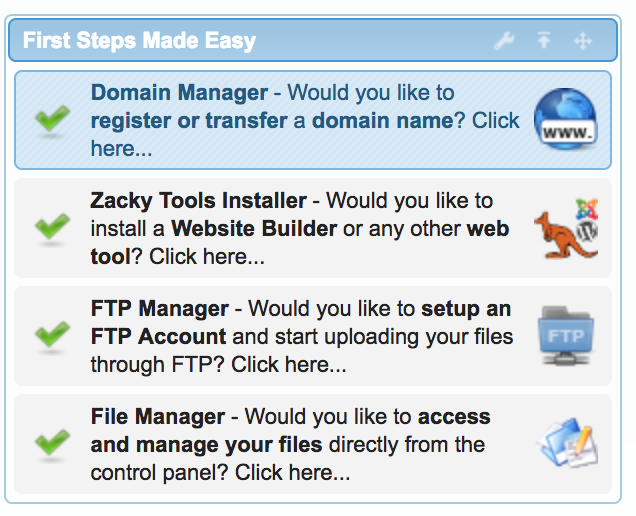 First Steps Made Easy
Domain Manager - Would you like to
register or transfer a domain name? Click
here...
www.
Zacky Tools Installer - Would you like to
install a Website Builder or any other web
tool? Click here...
FTP Manager - Would you like to setup an
FTP Account and start uploading your files
through FTP? Click here...
FTP
File Manager - Would you like to access
and manage your files directly from the
control panel? Click here...